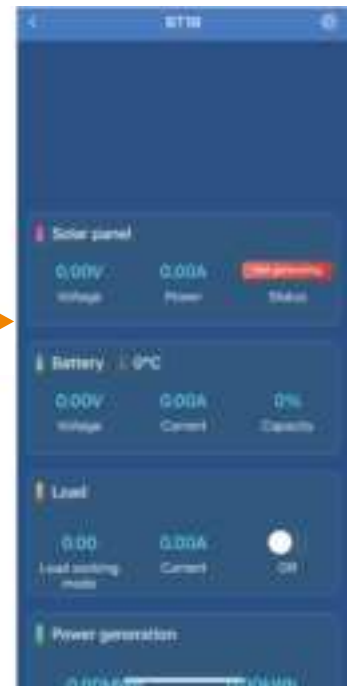 Solar panel
0.00V 0.00A
Voltage Power Status
Battery 0°C
0.00V 0.00A 0%
Voltage Current Capacity
Load
0.00 0.00A
Load working Current Off
mode
Power generation